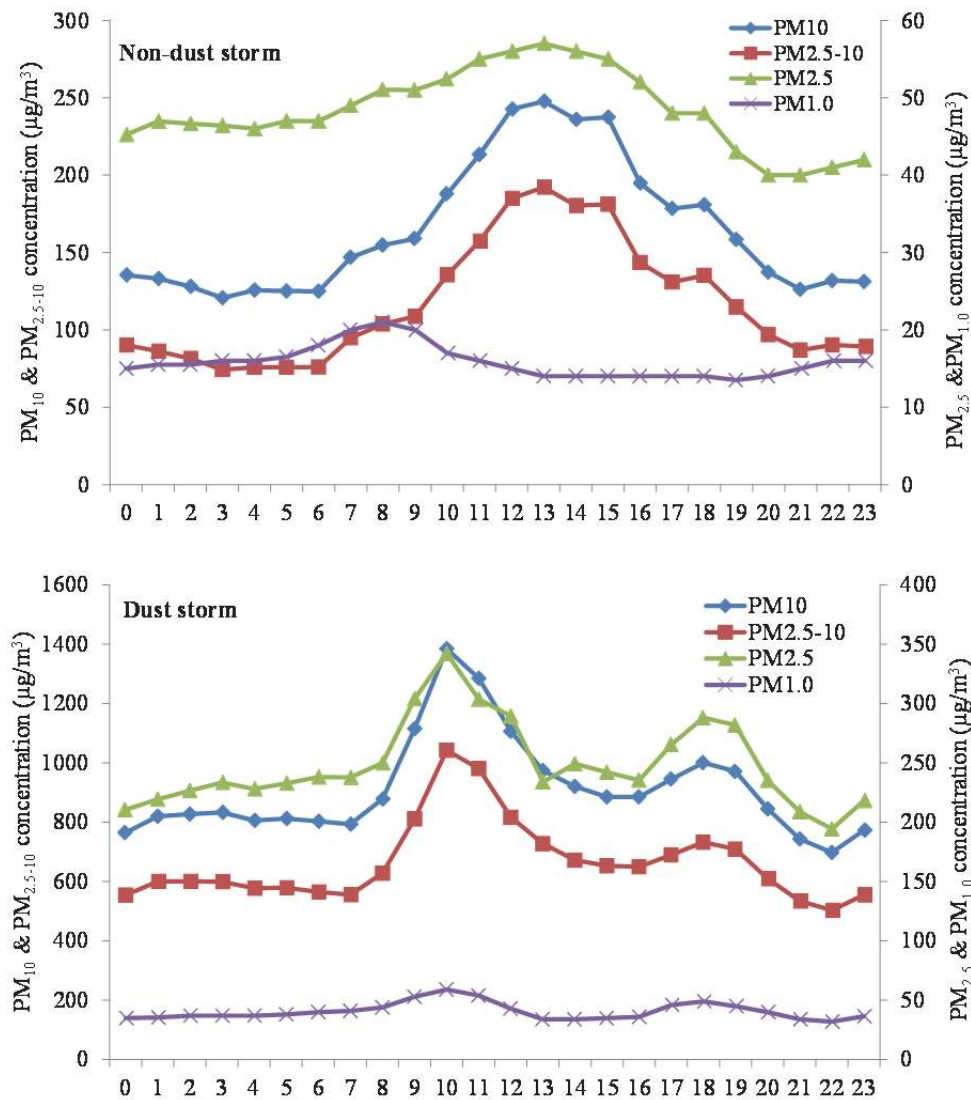 Non-dust storm
PM10
PM2.5-10
PM2.5
PM1.0
PM10 & PM2.5-10 concentration (µg/m³)
300
250
200
150
100
50
0
60
50
40
30
20
10
0
PM2.5 &PM1.0 concentration (µg/m³)
0 1 2 3 4 5 6 7 8 9 10 11 12 13 14 15 16 17 18 19 20 21 22 23
Dust storm
PM10
PM2.5-10
PM2.5
PM1.0
PM10 & PM2.5-10 concentration (µg/m³)
1600
1400
1200
1000
800
600
400
200
0
400
350
300
250
200
150
100
50
0
PM2.5 & PM1.0 concentration (µg/m³)
0 1 2 3 4 5 6 7 8 9 10 11 12 13 14 15 16 17 18 19 20 21 22 23